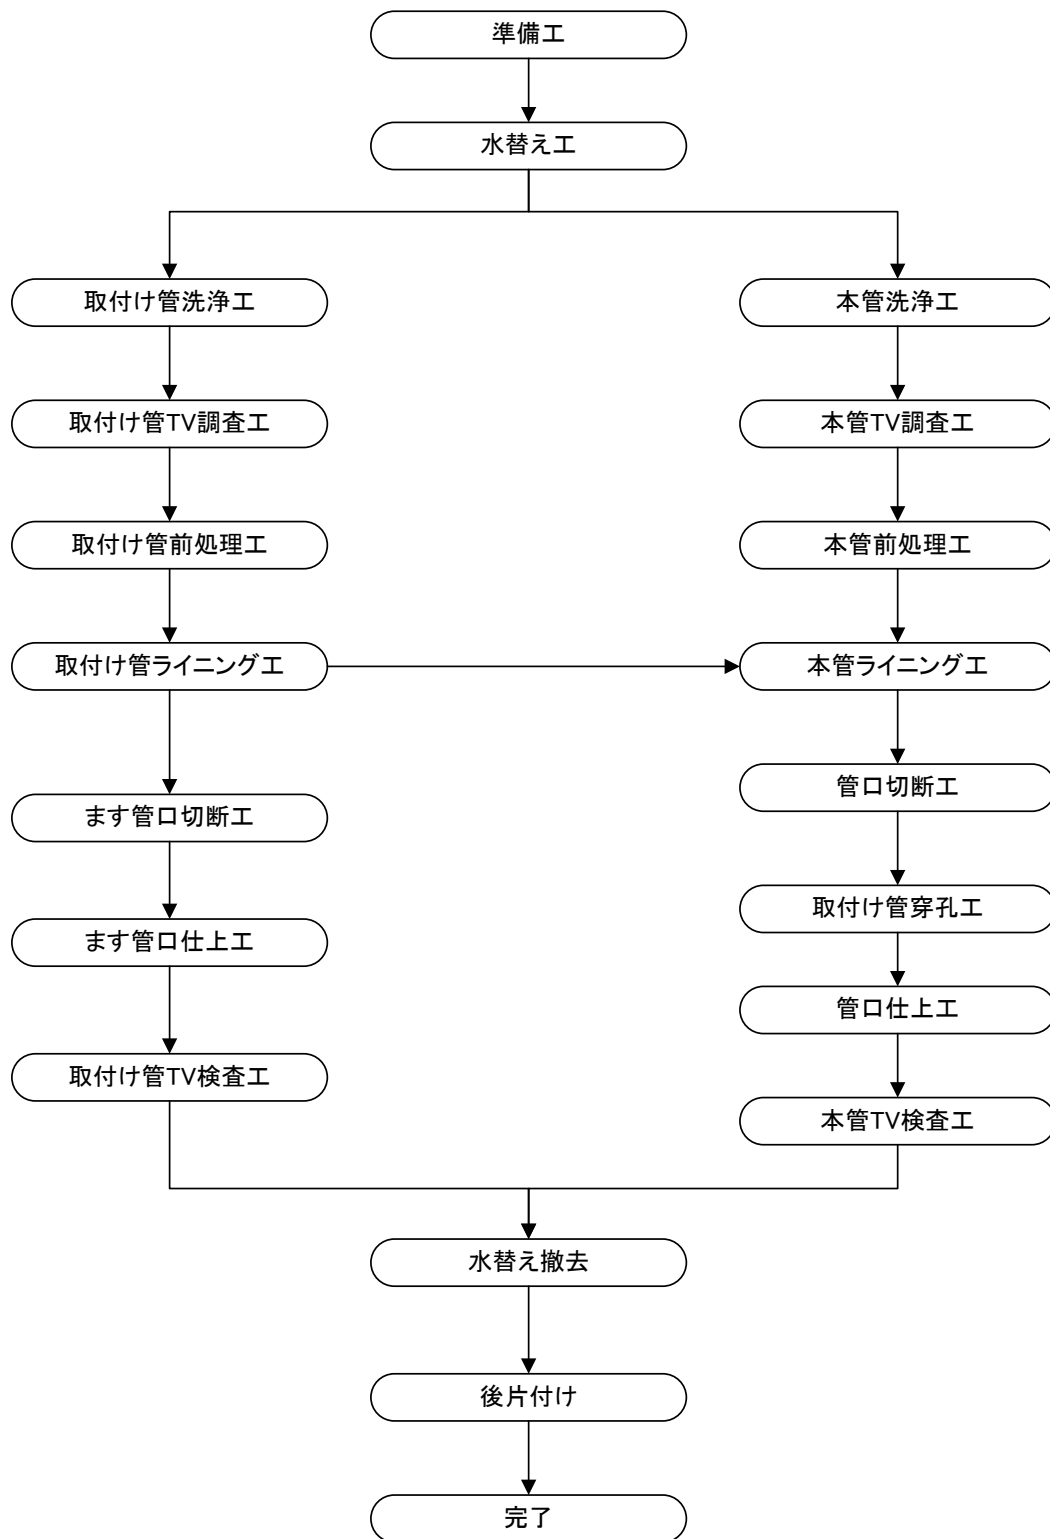 準備工
水替え工
取付け管洗浄工
本管洗浄工
取付け管TV調査工
本管TV調査工
取付け管前処理工
本管前処理工
取付け管ライニング工
本管ライニング工
管口切断工
ます管口切断工
取付け管穿孔工
ます管口仕上工
管口仕上工
取付け管TV検査工
本管TV検査工
水替え撤去
後片付け
完了